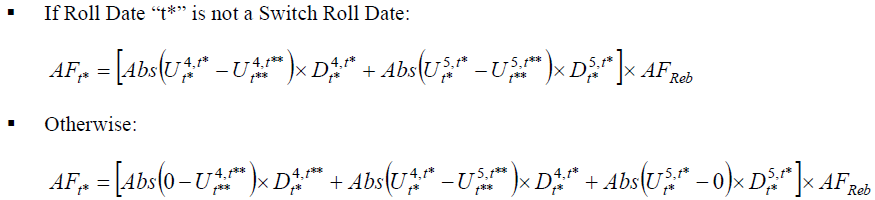 ▪ If Roll Date “t*” is not a Switch Roll Date:
AF_{t*} = [Abs(U_{t*}^{4,t*} − U_{t**}^{4,t**}) × D_{t*}^{4,t*} + Abs(U_{t*}^{5,t*} − U_{t**}^{5,t**}) × D_{t*}^{5,t*}] × AF_{Reb}
▪ Otherwise:
AF_{t*} = [Abs(0 − U_{t**}^{4,t**}) × D_{t*}^{4,t**} + Abs(U_{t*}^{4,t*} − U_{t**}^{5,t**}) × D_{t*}^{4,t*} + Abs(U_{t*}^{5,t*} − 0) × D_{t*}^{5,t*}] × AF_{Reb}